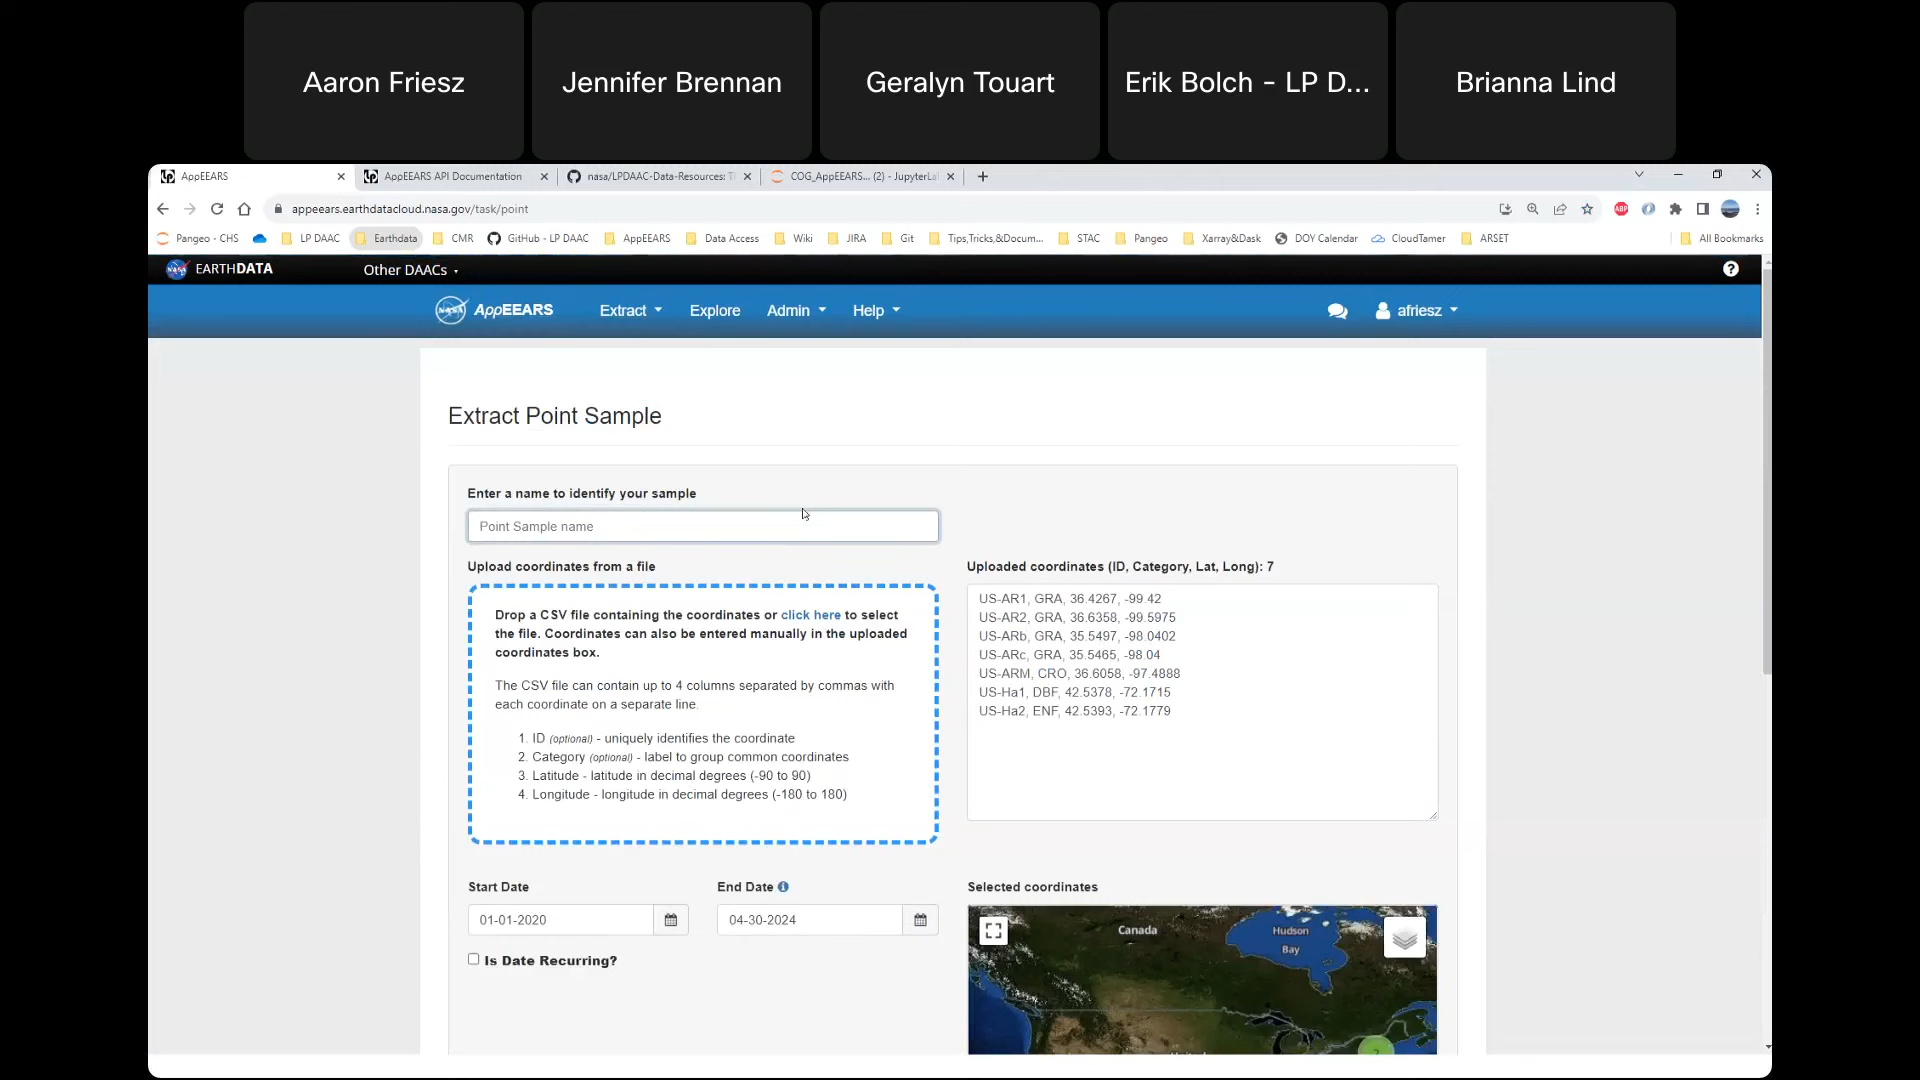 Aaron Friesz
Jennifer Brennan
Geralyn Touart
Erik Bolch - LP D...
Brianna Lind
AppEEARS
AppEEARS API Documentation
nasa/LPDAAC-Data-Resources: T
COG_AppEEARS... (2) - JupyterLa
appeears.earthdatacloud.nasa.gov/task/point
ABP
Pangeo - CHS
LP DAAC
Earthdata
CMR
GitHub - LP DAAC
AppEEARS
Data Access
Wiki
JIRA
Git
Tips,Tricks,&Docum...
STAC
Pangeo
Xarray&Dask
DOY Calendar
CloudTamer
ARSET
All Bookmarks
NASA EARTHDATA
Other DAACs
?
NASA AppEEARS
Extract
Explore
Admin
Help
afriesz
Extract Point Sample
Enter a name to identify your sample
Point Sample name
Upload coordinates from a file
Drop a CSV file containing the coordinates or click here to select
the file. Coordinates can also be entered manually in the uploaded
coordinates box.
The CSV file can contain up to 4 columns separated by commas with
each coordinate on a separate line.
1. ID (optional) - uniquely identifies the coordinate
2. Category (optional) - label to group common coordinates
3. Latitude - latitude in decimal degrees (-90 to 90)
4. Longitude - longitude in decimal degrees (-180 to 180)
Uploaded coordinates (ID, Category, Lat, Long): 7
US-AR1, GRA, 36.4267, -99.42
US-AR2, GRA, 36.6358, -99.5975
US-ARb, GRA, 35.5497, -98.0402
US-ARc, GRA, 35.5465, -98.04
US-ARM, CRO, 36.6058, -97.4888
US-Ha1, DBF, 42.5378, -72.1715
US-Ha2, ENF, 42.5393, -72.1779
Start Date
01-01-2020
End Date
04-30-2024
Is Date Recurring?
Selected coordinates
Canada
Hudson
Bay